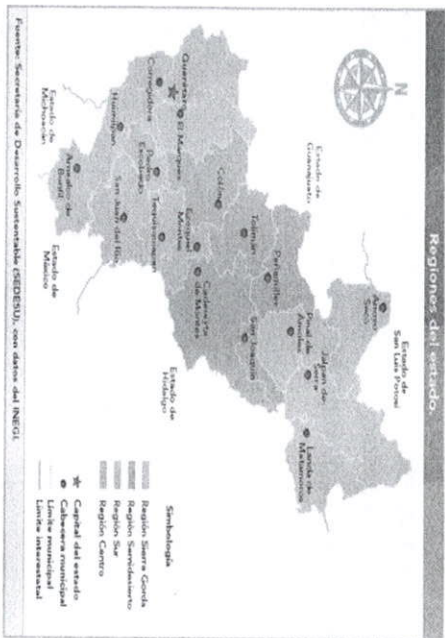 Regiones del estado.
N
Estado de
San Luis Potosí
Arroyo
Seco
Jalpan de
Serra
Landa de
Matamoros
Pinal de
Amoles
Estado de
Guanajuato
Peñamiller
San Joaquín
Tolimán
Cadereyta
de Montes
Colón
Ezequiel
Montes
Estado de
Hidalgo
Querétaro
El Marqués
Tequisquiapan
Pedro
Escobedo
Corregidora
San Juan del Río
Huimilpan
Amealco de
Bonfil
Estado de
México
Estado de
Michoacán
Simbología
Región Sierra Gorda
Región Semidesierto
Región Sur
Región Centro
Capital del estado
Cabecera municipal
Límite municipal
Límite interestatal
Fuente: Secretaría de Desarrollo Sustentable (SEDESU), con datos del INEGI.